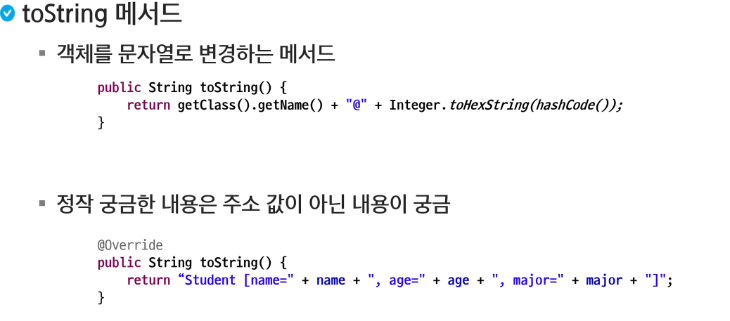 toString 메서드
▪ 객체를 문자열로 변경하는 메서드
public String toString() {
return getClass().getName() + "@" + Integer.toHexString(hashCode());
}
▪ 정작 궁금한 내용은 주소 값이 아닌 내용이 궁금
@Override
public String toString() {
return “Student [name=" + name + ", age=" + age + ", major=" + major + "]";
}